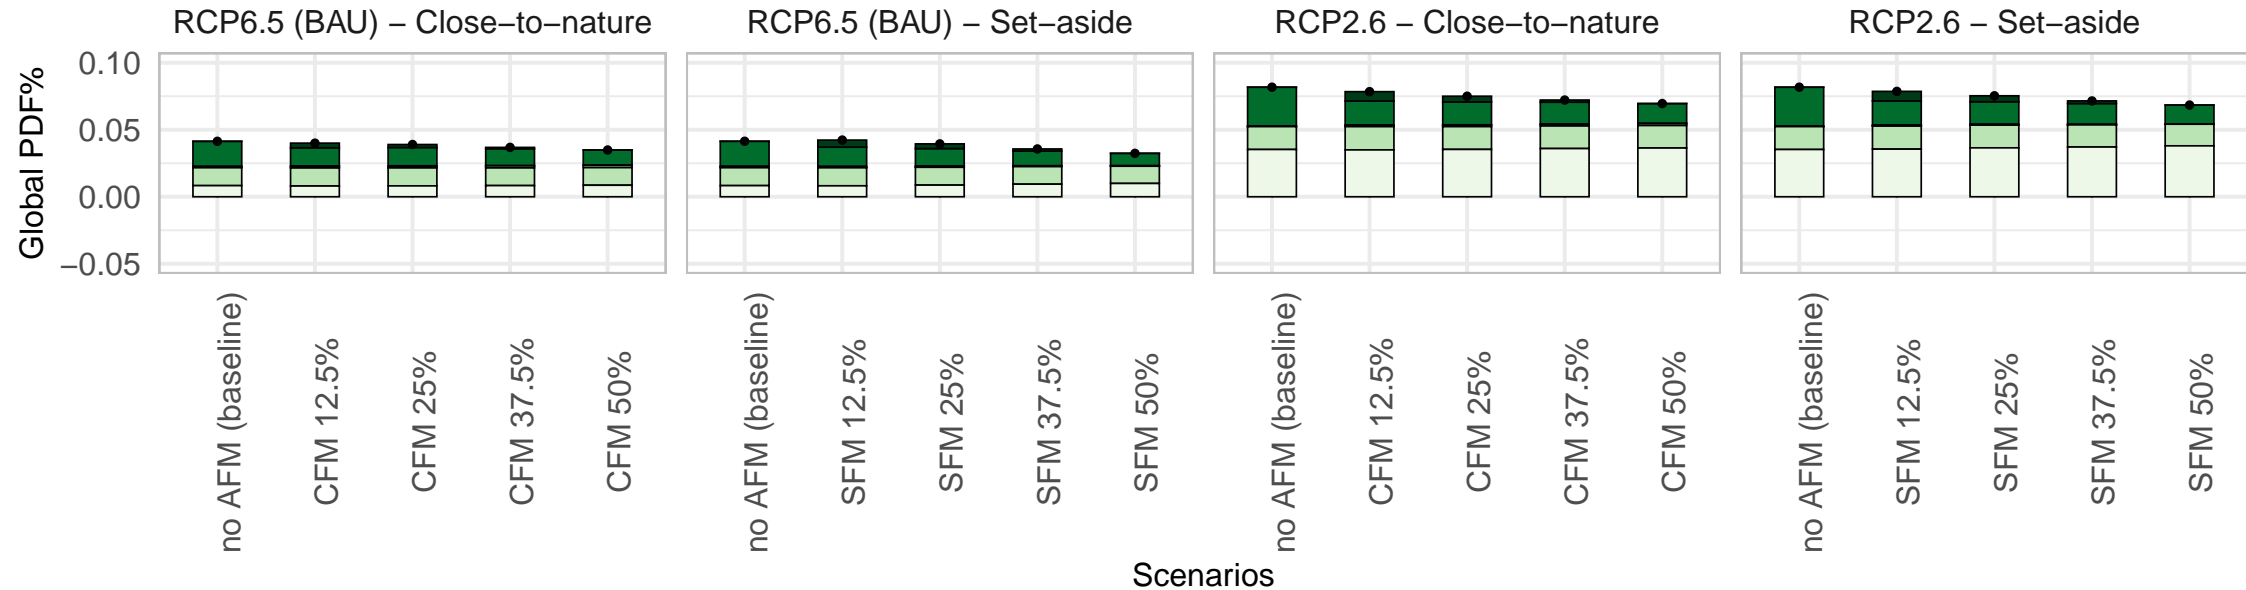 RCP6.5 (BAU) – Close–to–nature
RCP6.5 (BAU) – Set–aside
RCP2.6 – Close–to–nature
RCP2.6 – Set–aside
Global PDF%
0.10
0.05
0.00
–0.05
no AFM (baseline)
CFM 12.5%
CFM 25%
CFM 37.5%
CFM 50%
no AFM (baseline)
SFM 12.5%
SFM 25%
SFM 37.5%
SFM 50%
no AFM (baseline)
CFM 12.5%
CFM 25%
CFM 37.5%
CFM 50%
no AFM (baseline)
SFM 12.5%
SFM 25%
SFM 37.5%
SFM 50%
Scenarios